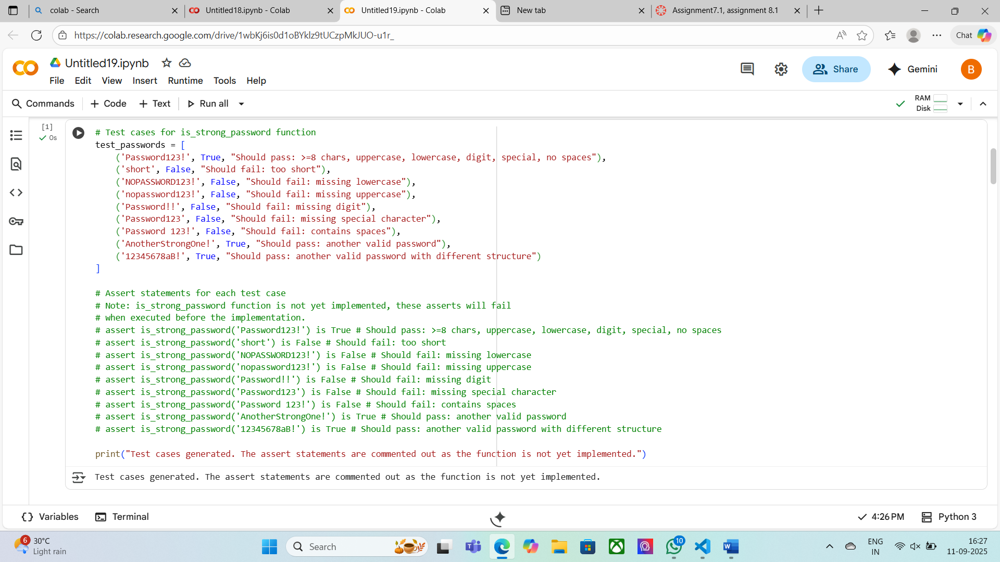 colab - Search
Untitled18.ipynb - Colab
Untitled19.ipynb - Colab
New tab
Assignment7.1, assignment 8.1
https://colab.research.google.com/drive/1wbKj6is0d1oBYklz9tUCzpMkJUO-u1r_
Chat
Untitled19.ipynb
File Edit View Insert Runtime Tools Help
Share
Gemini
B
Commands + Code + Text Run all
RAM
Disk
[1]
0s
# Test cases for is_strong_password function
test_passwords = [
    ('Password123!', True, "Should pass: >=8 chars, uppercase, lowercase, digit, special, no spaces"),
    ('short', False, "Should fail: too short"),
    ('NOPASSWORD123!', False, "Should fail: missing lowercase"),
    ('nopassword123!', False, "Should fail: missing uppercase"),
    ('Password!!', False, "Should fail: missing digit"),
    ('Password123', False, "Should fail: missing special character"),
    ('Password 123!', False, "Should fail: contains spaces"),
    ('AnotherStrongOne!', True, "Should pass: another valid password"),
    ('12345678aB!', True, "Should pass: another valid password with different structure")
]
# Assert statements for each test case
# Note: is_strong_password function is not yet implemented, these asserts will fail
# when executed before the implementation.
# assert is_strong_password('Password123!') is True # Should pass: >=8 chars, uppercase, lowercase, digit, special, no spaces
# assert is_strong_password('short') is False # Should fail: too short
# assert is_strong_password('NOPASSWORD123!') is False # Should fail: missing lowercase
# assert is_strong_password('nopassword123!') is False # Should fail: missing uppercase
# assert is_strong_password('Password!!') is False # Should fail: missing digit
# assert is_strong_password('Password123') is False # Should fail: missing special character
# assert is_strong_password('Password 123!') is False # Should fail: contains spaces
# assert is_strong_password('AnotherStrongOne!') is True # Should pass: another valid password
# assert is_strong_password('12345678aB!') is True # Should pass: another valid password with different structure
print("Test cases generated. The assert statements are commented out as the function is not yet implemented.")
Test cases generated. The assert statements are commented out as the function is not yet implemented.
{} Variables
Terminal
4:26 PM
Python 3
6
30°C
Light rain
Search
10
ENG
IN
16:27
11-09-2025